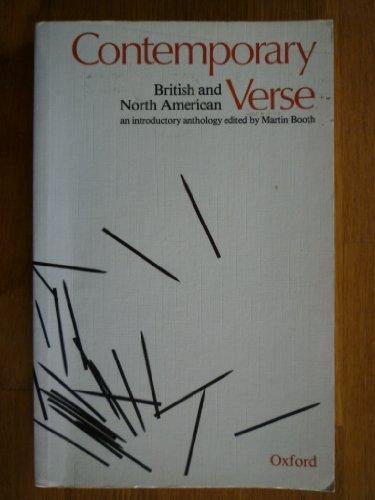 Contemporary
British and
North American
Verse
an introductory anthology edited by Martin Booth
Oxford